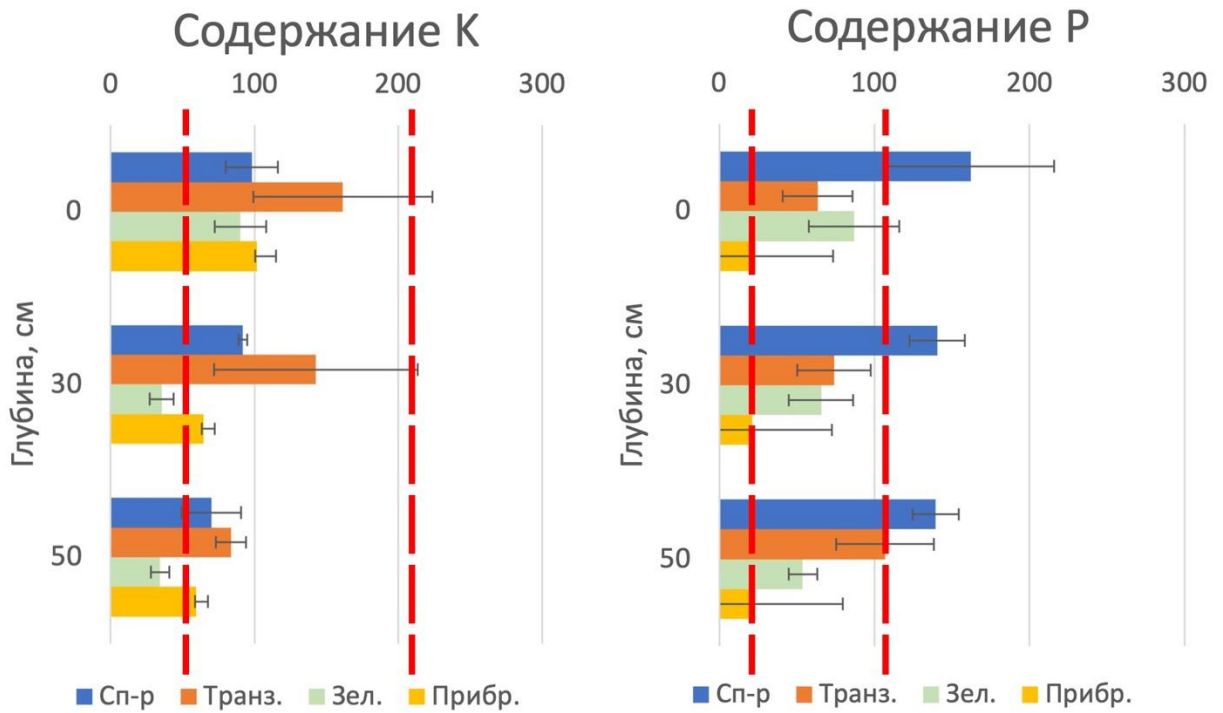 Содержание К
0 100 200 300
Глубина, см
0
30
50
Сп-р Транз. Зел. Прибр.
Содержание Р
0 100 200 300
Глубина, см
0
30
50
Сп-р Транз. Зел. Прибр.